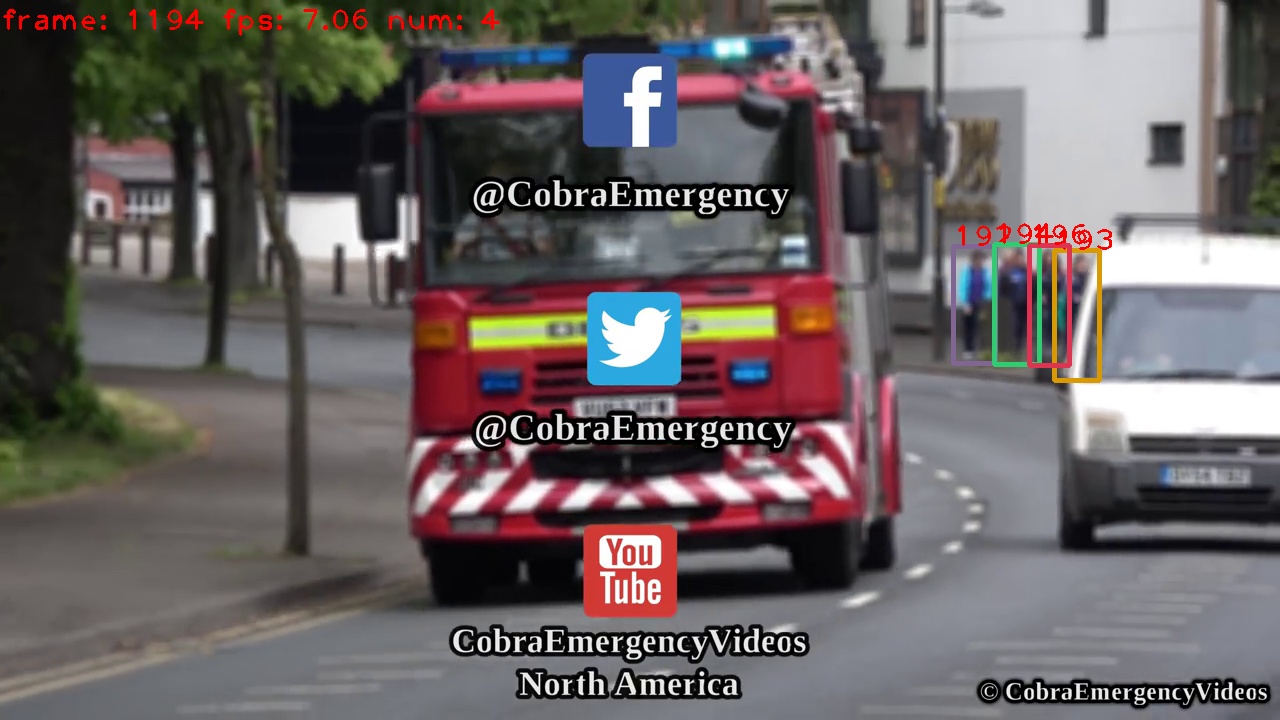 frame: 1194 fps: 7.06 num: 4
f
@CobraEmergency
@CobraEmergency
You
Tube
CobraEmergencyVideos
North America
© CobraEmergencyVideos